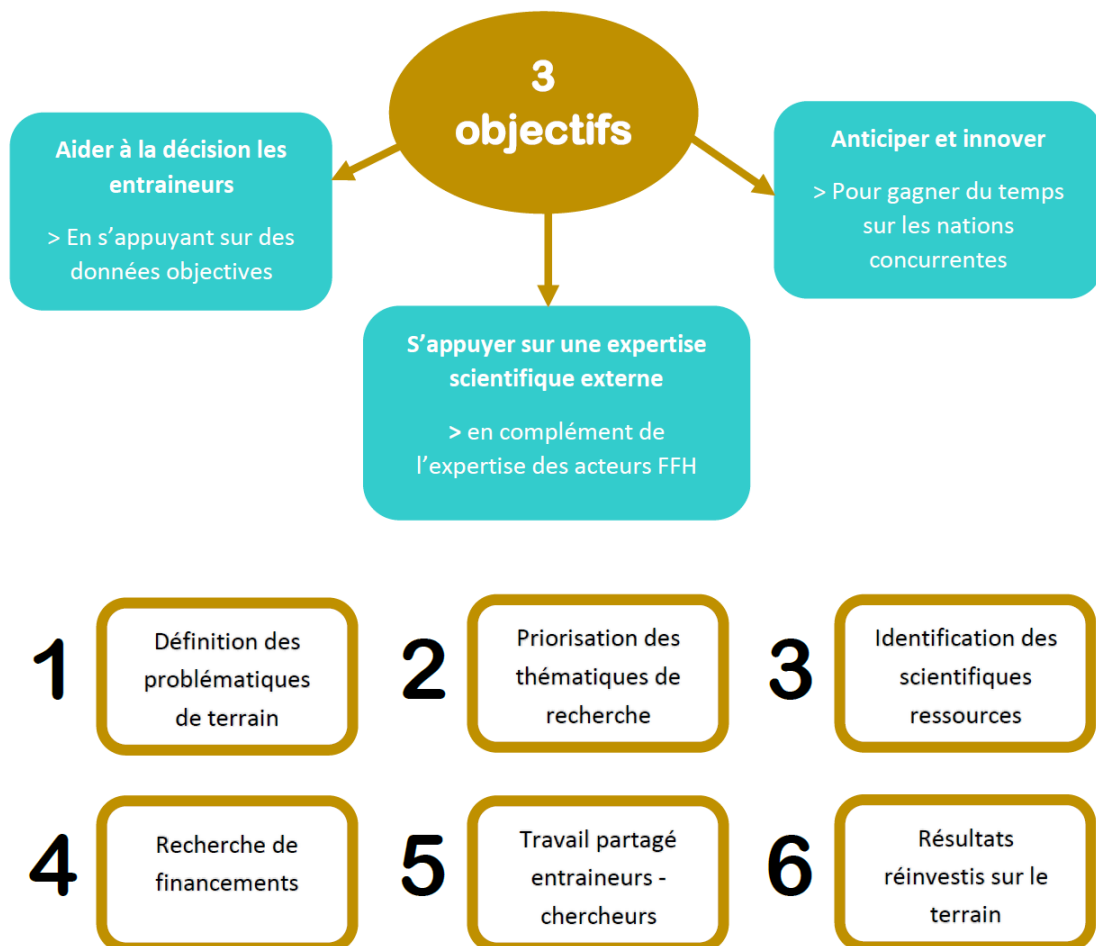 3
objectifs
Aider à la décision les
entraineurs
> En s'appuyant sur des
données objectives
Anticiper et innover
> Pour gagner du temps
sur les nations
concurrentes
S'appuyer sur une expertise
scientifique externe
> en complément de
l'expertise des acteurs FFH
1
Définition des
problématiques
de terrain
2
Priorisation des
thématiques de
recherche
3
Identification des
scientifiques
ressources
4
Recherche de
financements
5
Travail partagé
entraineurs -
chercheurs
6
Résultats
réinvestis sur le
terrain